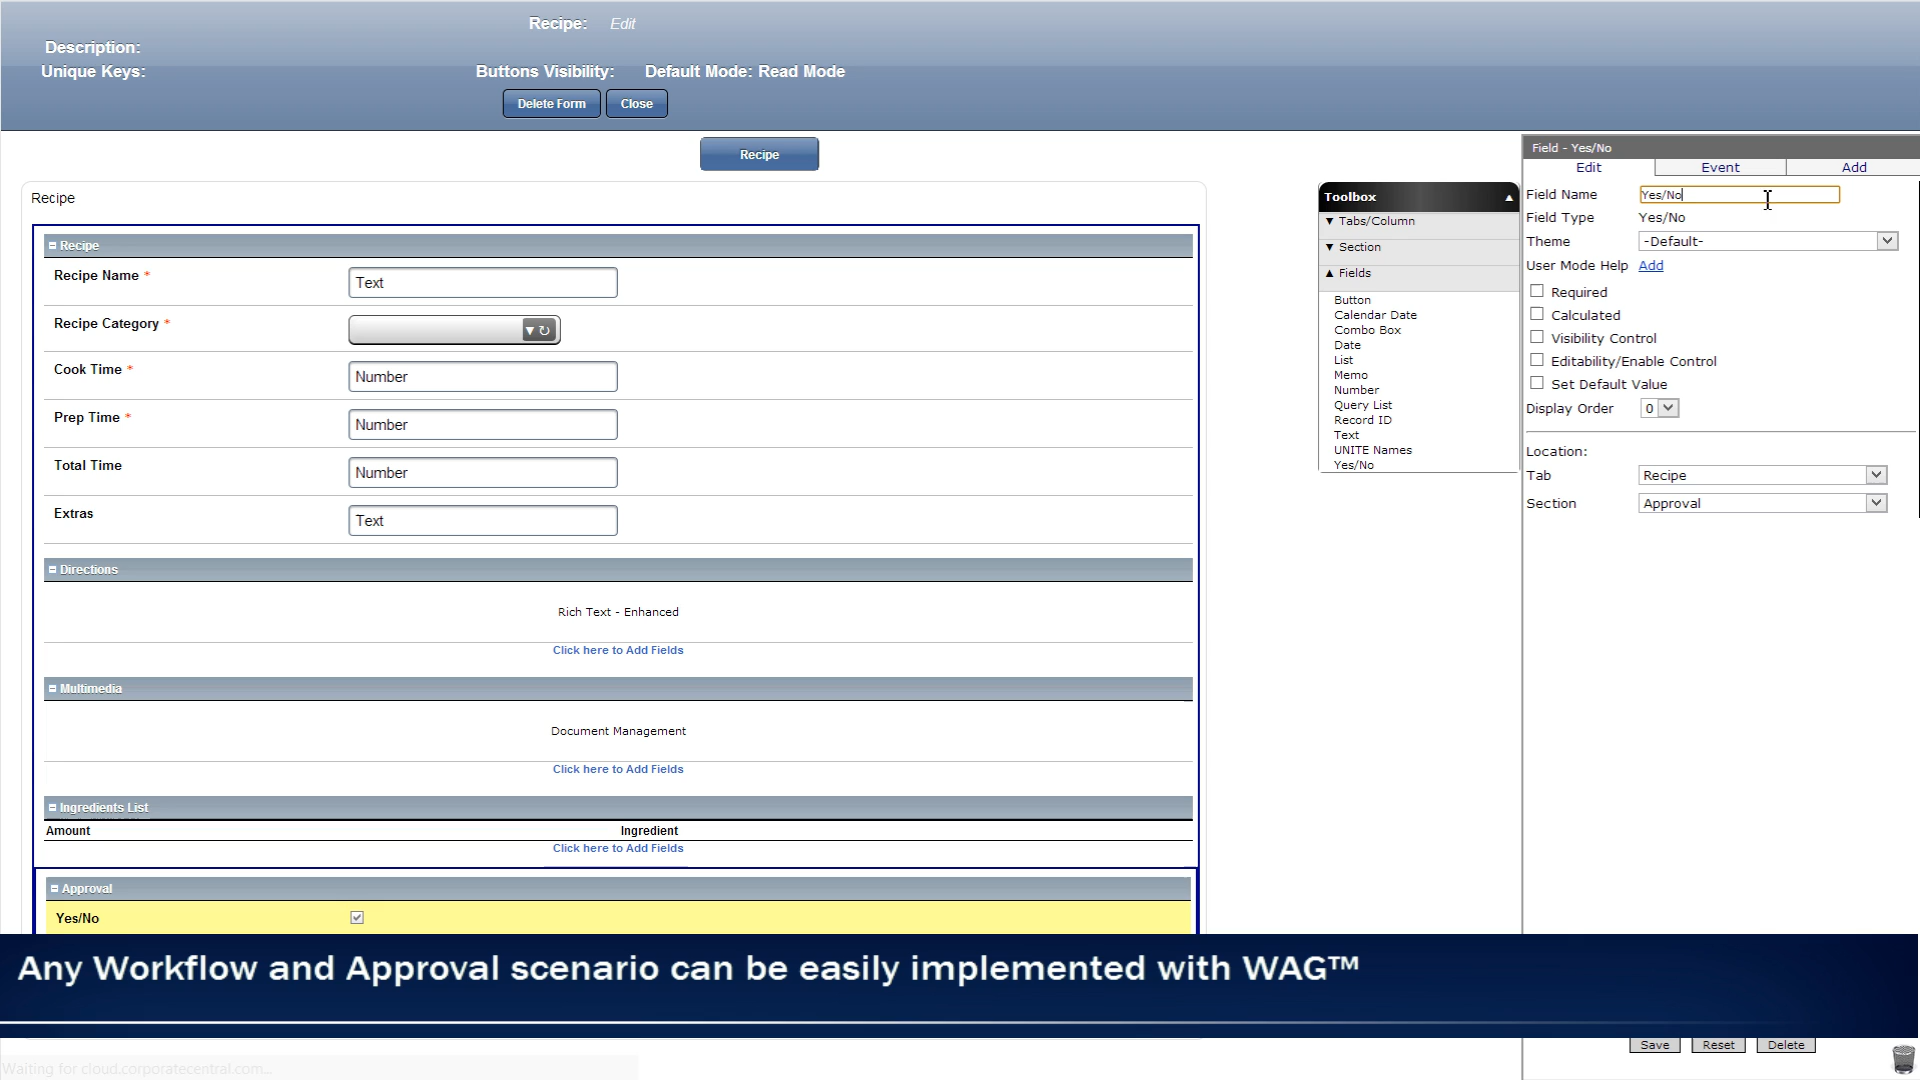 Recipe: Edit
Description:
Unique Keys:
Buttons Visibility: Default Mode: Read Mode
Delete Form Close
Recipe
Recipe
Recipe
Recipe Name * Text
Recipe Category *
Cook Time * Number
Prep Time * Number
Total Time Number
Extras Text
Directions
Rich Text - Enhanced
Click here to Add Fields
Multimedia
Document Management
Click here to Add Fields
Ingredients List
Amount Ingredient
Click here to Add Fields
Approval
Yes/No
Toolbox
Tabs/Column
Section
Fields
Button
Calendar Date
Combo Box
Date
List
Memo
Number
Query List
Record ID
Text
UNITE Names
Yes/No
Field - Yes/No
Edit Event Add
Field Name Yes/No
Field Type Yes/No
Theme -Default-
User Mode Help Add
Required
Calculated
Visibility Control
Editability/Enable Control
Set Default Value
Display Order 0
Location:
Tab Recipe
Section Approval
Any Workflow and Approval scenario can be easily implemented with WAG™
Save Reset Delete
Waiting for cloud.corporatecentral.com...